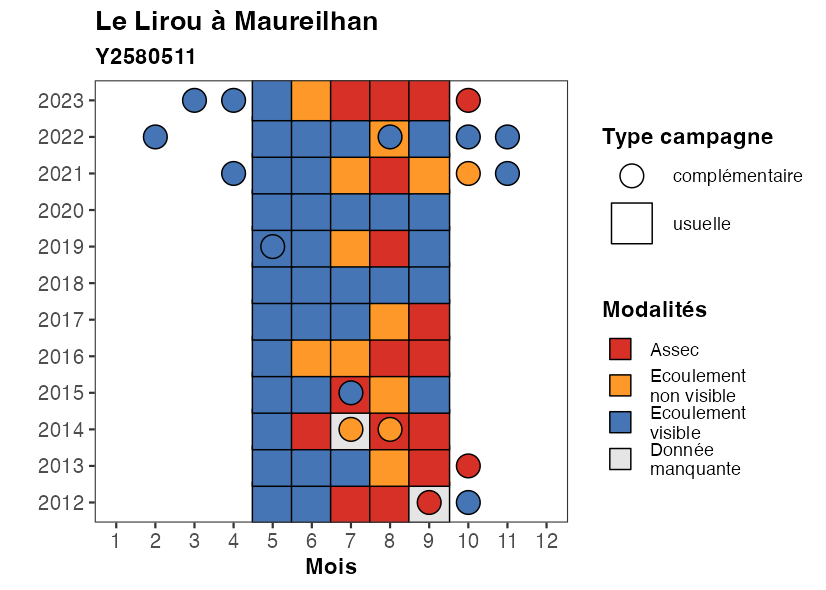 Le Lirou à Maureilhan
Y2580511
2023
2022
2021
2020
2019
2018
2017
2016
2015
2014
2013
2012
1 2 3 4 5 6 7 8 9 10 11 12
Mois
Type campagne
complémentaire
usuelle
Modalités
Assec
Ecoulement
non visible
Ecoulement
visible
Donnée
manquante